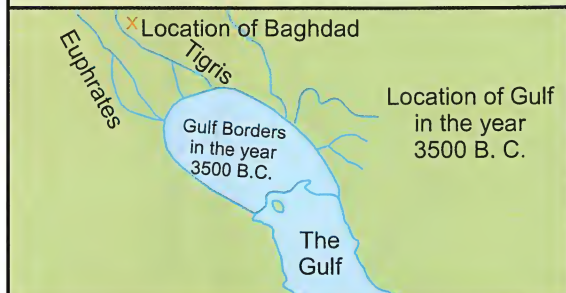 X Location of Baghdad
Euphrates
Tigris
Gulf Borders
in the year
3500 B.C.
Location of Gulf
in the year
3500 B. C.
The
Gulf